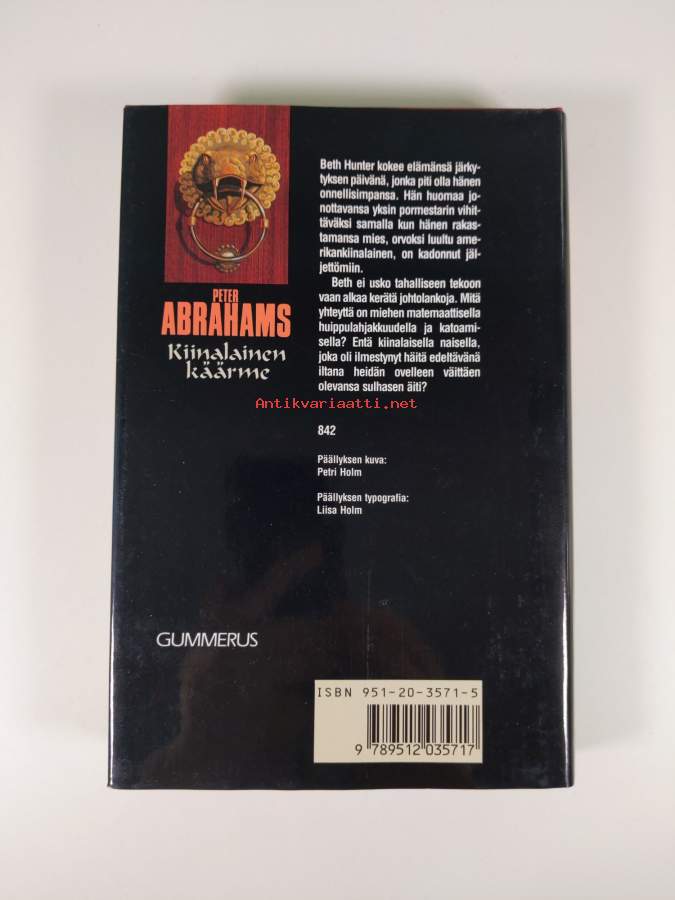 Beth Hunter kokee elämänsä järky-
tyksen päivänä, jonka piti olla hänen
onnellisimpansa. Hän huomaa jo-
nottavansa yksin pormestarin vihit-
täväksi samalla kun hänen rakas-
tamansa mies, orvoksi luultu ame-
rikankiinalainen, on kadonnut jäl-
jettömiin.
Beth ei usko tahalliseen tekoon
vaan alkaa kerätä johtolankoja. Mitä
yhteyttä on miehen matemaattisella
huippulahjakkuudella ja katoami-
sella? Entä kiinalaisella naisella,
joka oli ilmestynyt häitä edeltävänä
iltana heidän ovelleen väittäen
olevansa sulhasen äiti?
PETER
ABRAHAMS
Kiinalainen
käärme
Antikvariaatti.net
842
Päällyksen kuva:
Petri Holm
Päällyksen typografia:
Liisa Holm
GUMMERUS
ISBN 951-20-3571-5
9 789512 035717